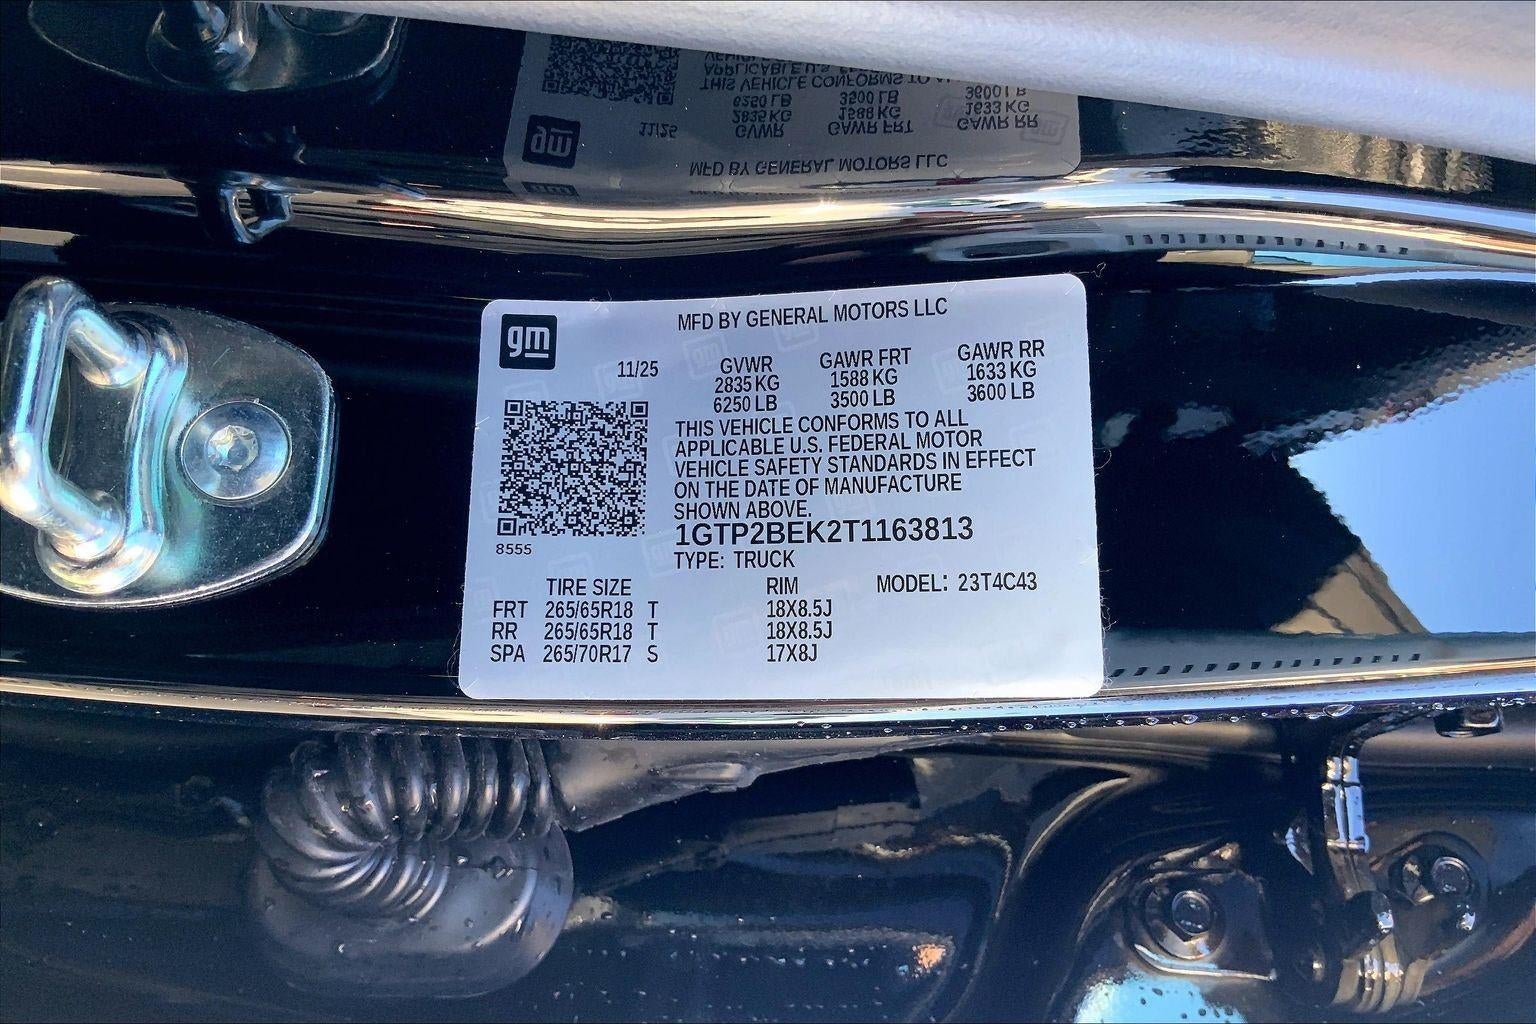 gm
MFD BY GENERAL MOTORS LLC
11/25 GVWR GAWR FRT GAWR RR
2835 KG 1588 KG 1633 KG
6250 LB 3500 LB 3600 LB
THIS VEHICLE CONFORMS TO ALL
APPLICABLE U.S. FEDERAL MOTOR
VEHICLE SAFETY STANDARDS IN EFFECT
ON THE DATE OF MANUFACTURE
SHOWN ABOVE.
1GTP2BEK2T1163813
8555
TYPE: TRUCK
TIRE SIZE RIM MODEL: 23T4C43
FRT 265/65R18 T 18X8.5J
RR 265/65R18 T 18X8.5J
SPA 265/70R17 S 17X8J